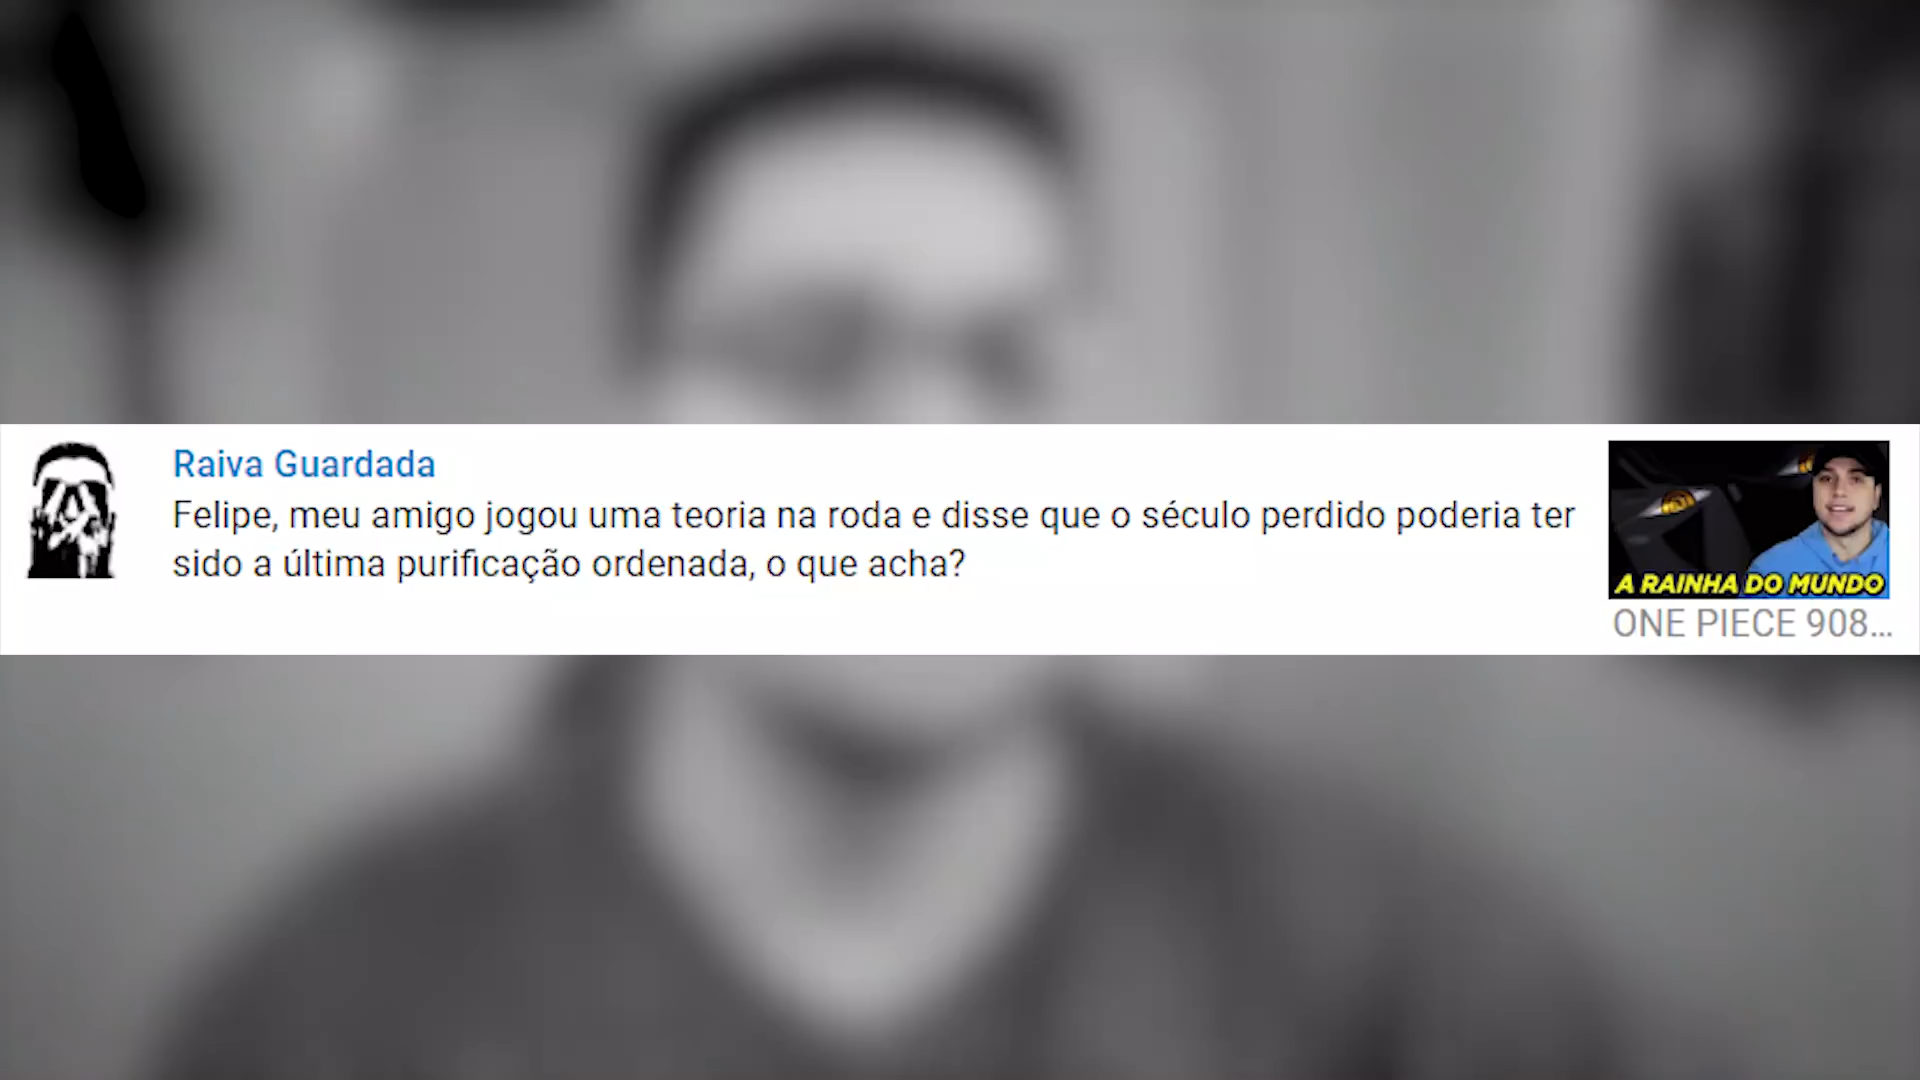 Raiva Guardada
Felipe, meu amigo jogou uma teoria na roda e disse que o século perdido poderia ter
sido a última purificação ordenada, o que acha?
A RAINHA DO MUNDO
ONE PIECE 908...